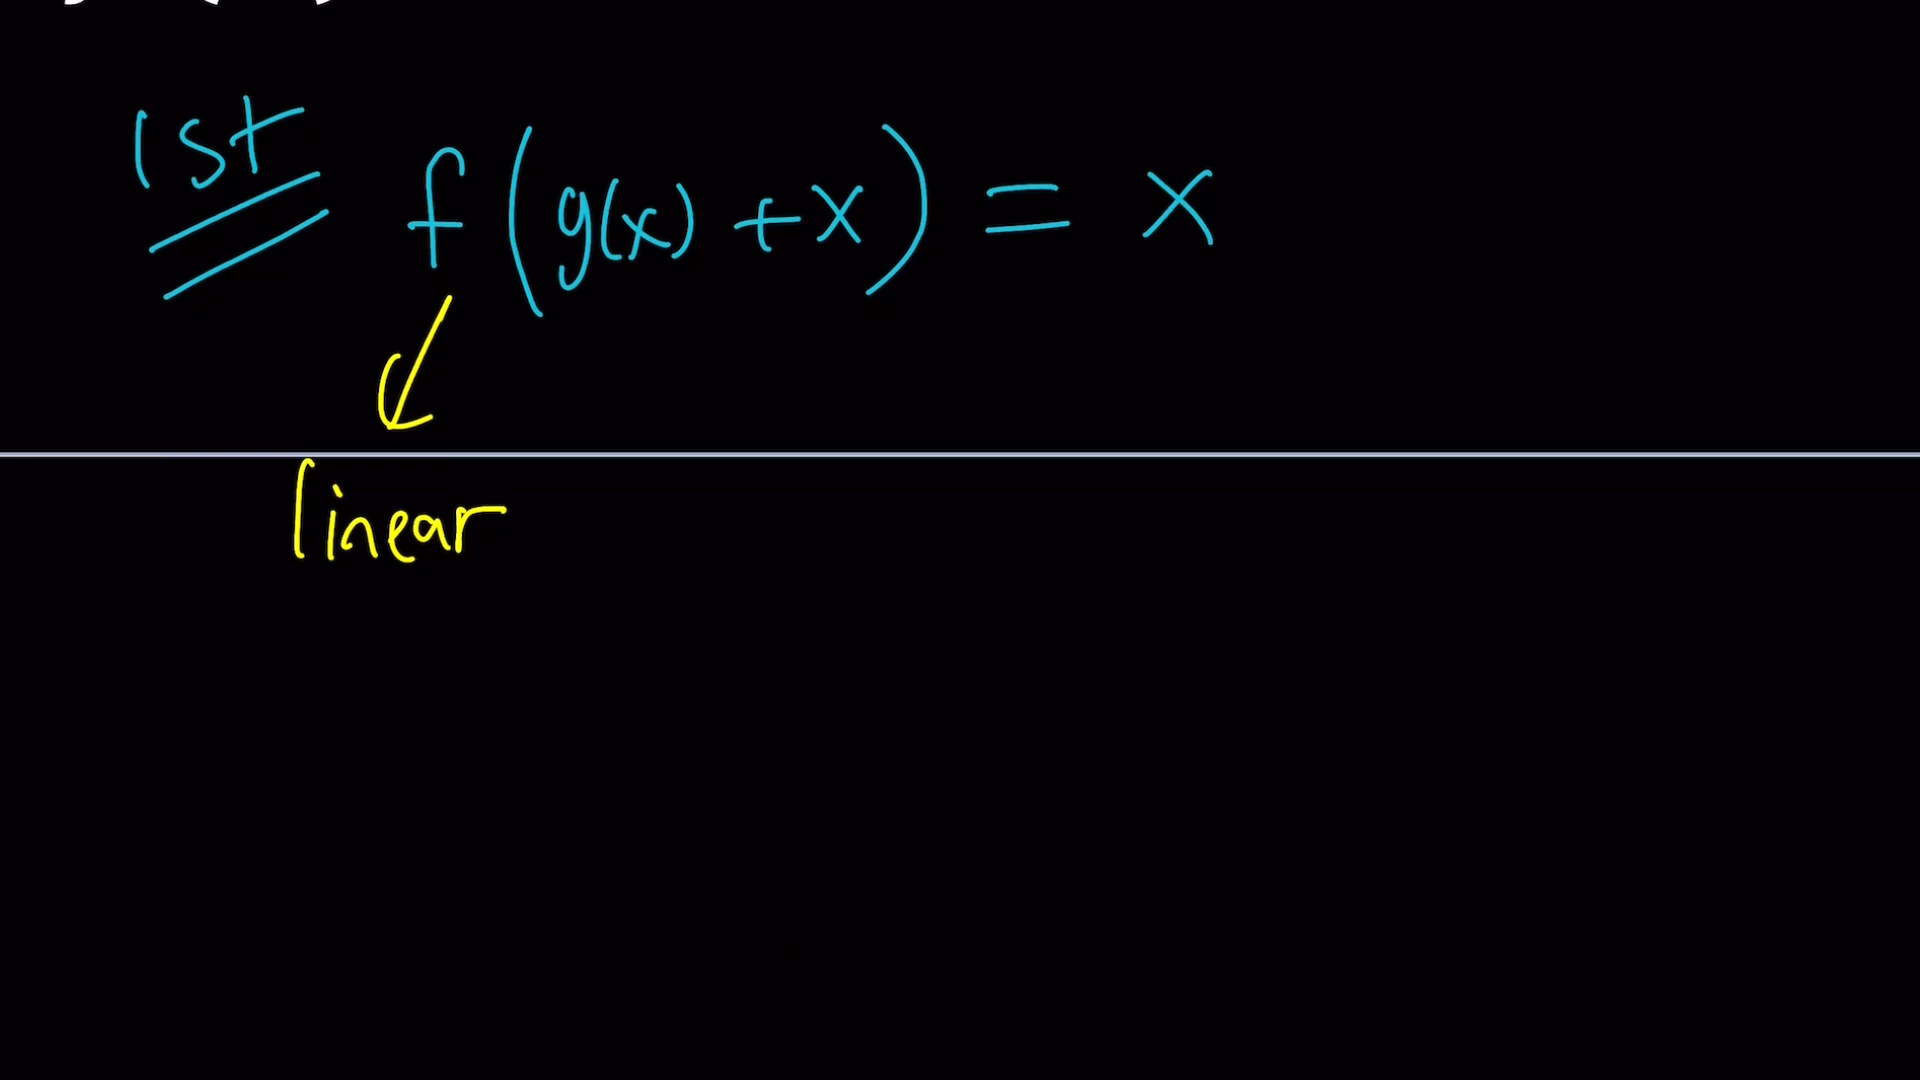 1st f(g(x) + x) = x
linear